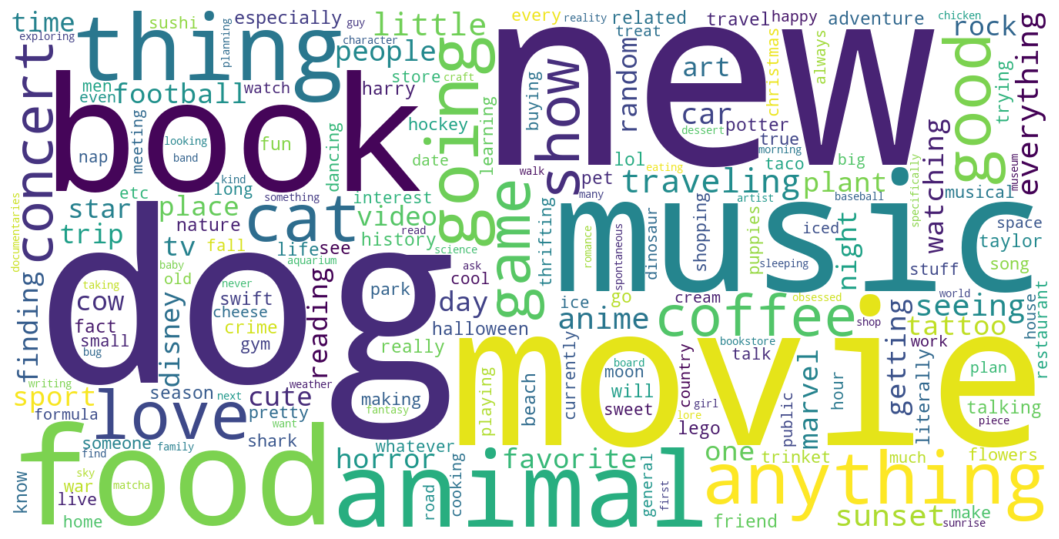 time
sushi
especially
little
every
reality
related
travel
happy
adventure
chicken
rock
exploring
thing
planning
guy
character
people
new
treat
men
even
football
watch
store
craft
harry
going
buying
show
random
art
car
christmas
always
good
trying
everything
concert
book
meeting
looking
band
fun
dancing
hockey
date
learning
dessert
potter
true
morning
big
watching
museum
nap
etc
kind
long
something
interest
walk
eating
lol
pet
taco
many
artist
baseball
specifically
musical
star
place
cat
video
read
traveling
plant
trip
nature
tv
fall
life
see
history
science
game
thrifting
music
romance
spontaneous
dinosaur
shopping
sleeping
puppies
iced
night
space
taylor
stuff
song
documentaries
finding
dog
baby
old
aquarium
ask
cool
taking
never
park
day
cow
swift
cheese
fact
small
crime
gym
bug
disney
reading
halloween
really
ice
go
cream
obsessed
world
seeing
anime
coffee
shop
house
restaurant
movie
bookstore
talk
work
tattoo
sport
writing
next
weather
making
board
moon
will
plan
season
cute
fantasy
playing
beach
currently
sweet
country
girl
hour
getting
literally
formula
love
pretty
want
lego
lore
public
marvel
talking
piece
someone
family
shark
whatever
know
find
food
horror
favorite
one
trinket
much
flowers
sky
war
matcha
live
animal
road
cooking
general
first
anything
home
friend
sunset
make
sunrise